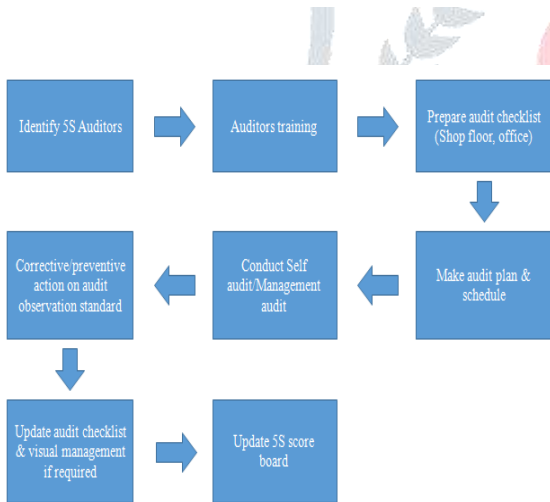 Identify 5S Auditors
Auditors training
Prepare audit checklist
(Shop floor, office)
Make audit plan &
schedule
Conduct Self
audit/Management
audit
Corrective/preventive
action on audit
observation standard
Update audit checklist
& visual management
if required
Update 5S score
board